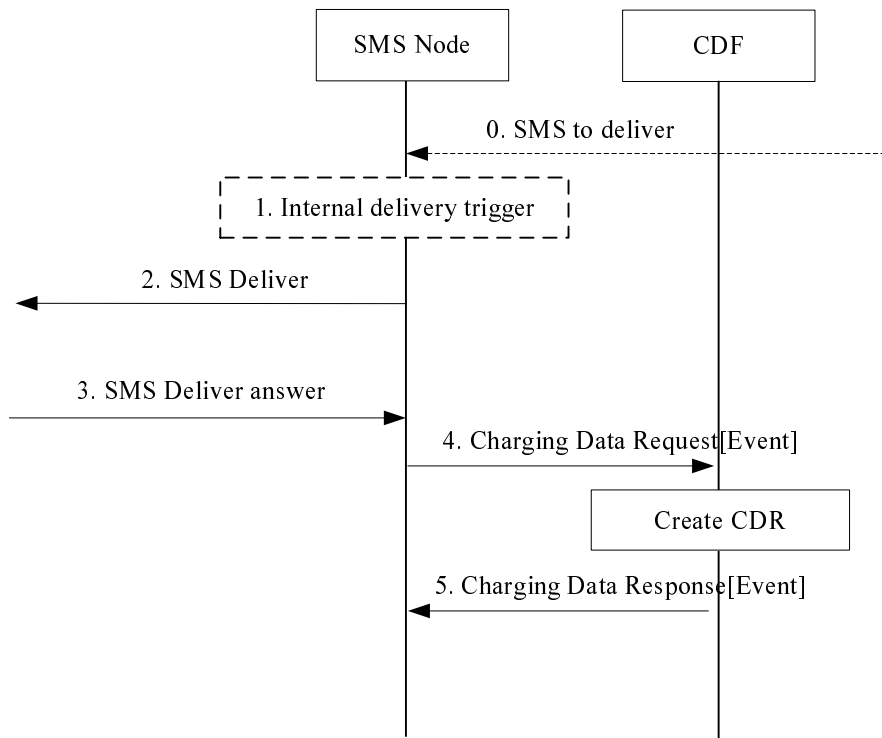 SMS Node
CDF
0. SMS to deliver
1. Internal delivery trigger
2. SMS Deliver
3. SMS Deliver answer
4. Charging Data Request[Event]
Create CDR
5. Charging Data Response[Event]